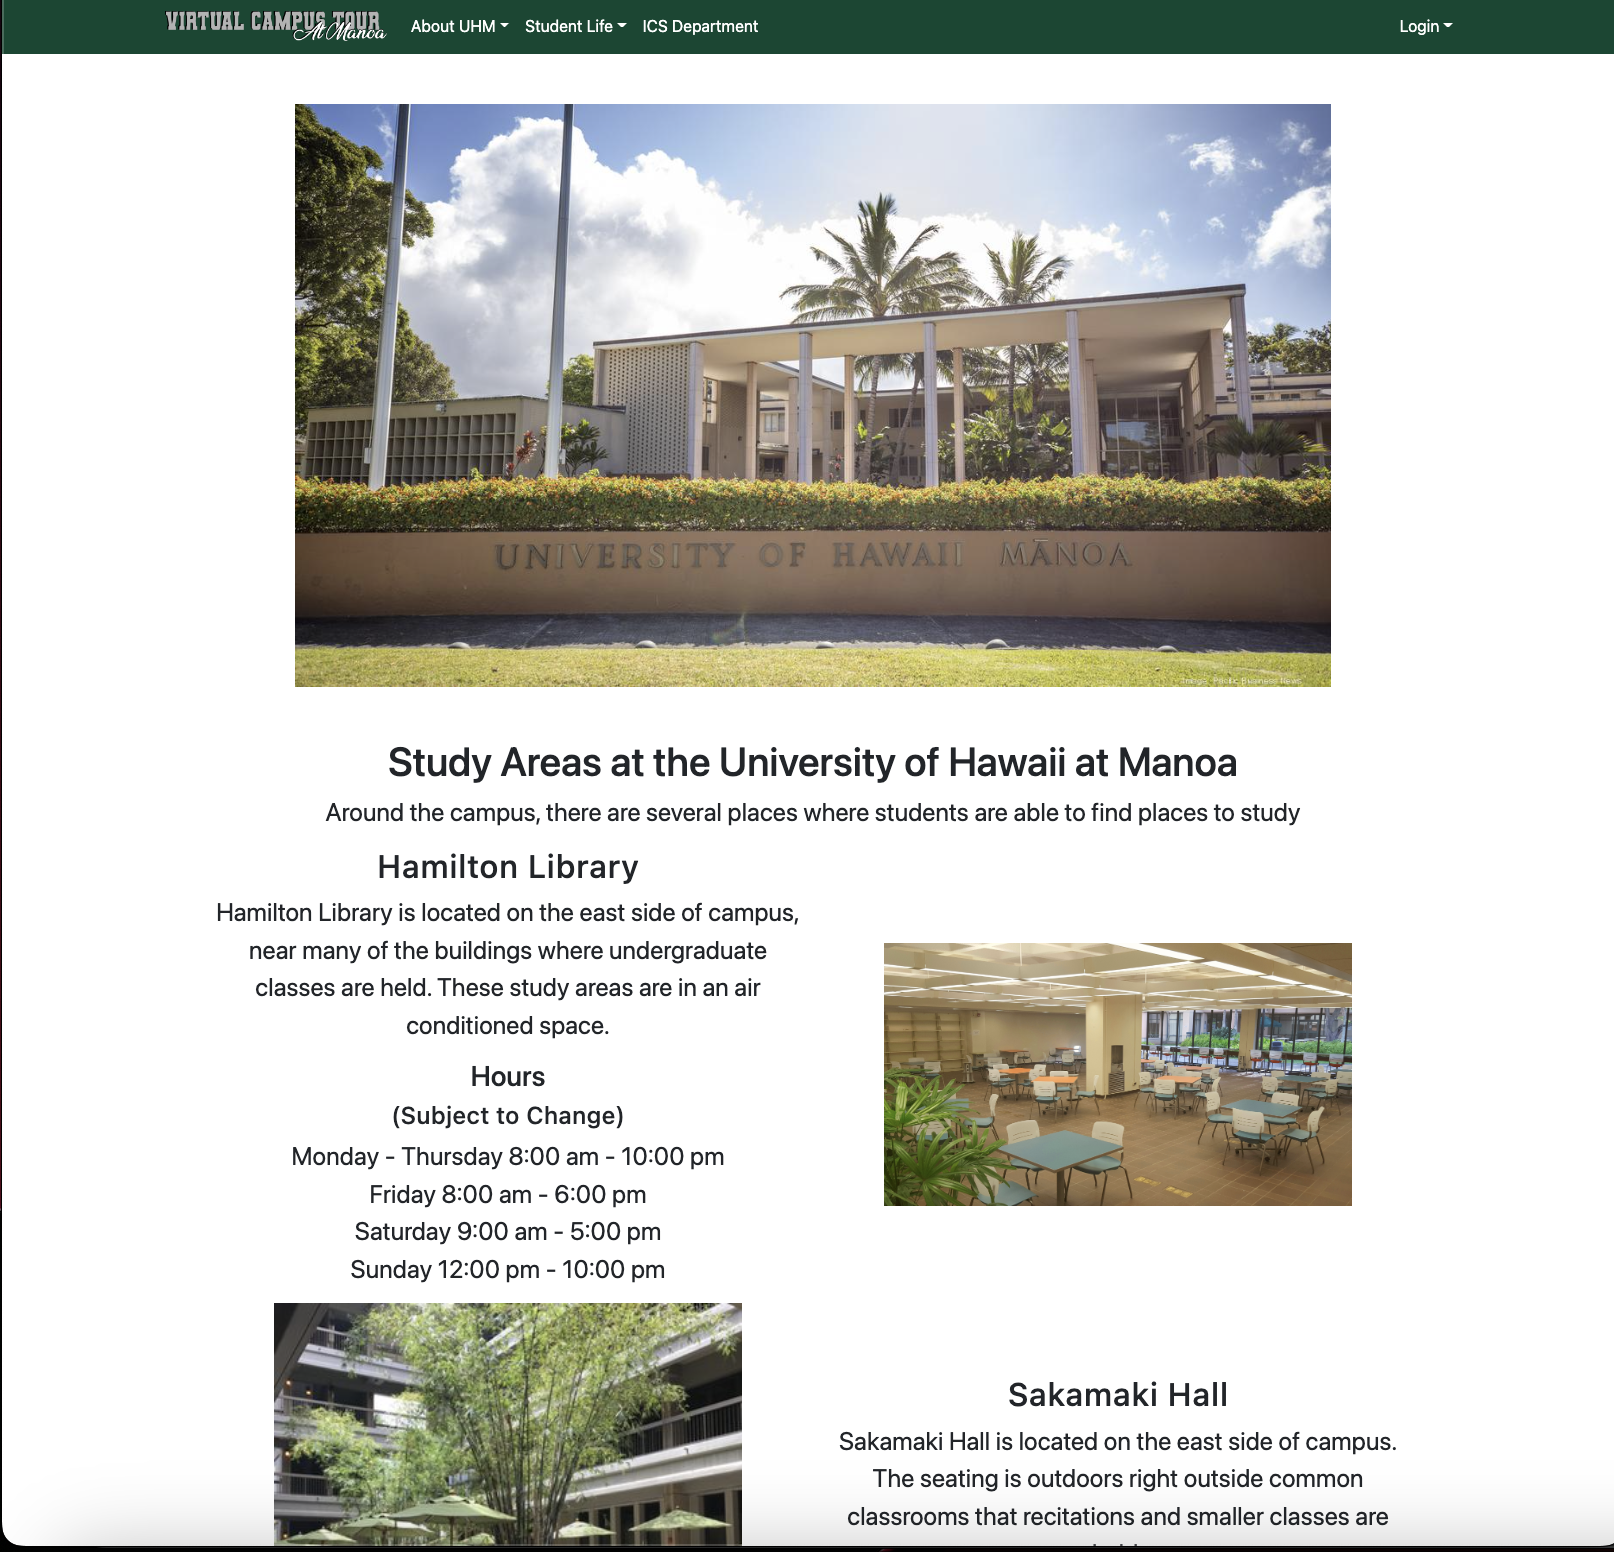 VIRTUAL CAMPUS TOUR
At Manoa
About UHM
Student Life
ICS Department
Login
UNIVERSITY OF HAWAII MĀNOA
Image: Pacific Business News
Study Areas at the University of Hawaii at Manoa
Around the campus, there are several places where students are able to find places to study
Hamilton Library
Hamilton Library is located on the east side of campus,
near many of the buildings where undergraduate
classes are held. These study areas are in an air
conditioned space.
Hours
(Subject to Change)
Monday - Thursday 8:00 am - 10:00 pm
Friday 8:00 am - 6:00 pm
Saturday 9:00 am - 5:00 pm
Sunday 12:00 pm - 10:00 pm
Sakamaki Hall
Sakamaki Hall is located on the east side of campus.
The seating is outdoors right outside common
classrooms that recitations and smaller classes are